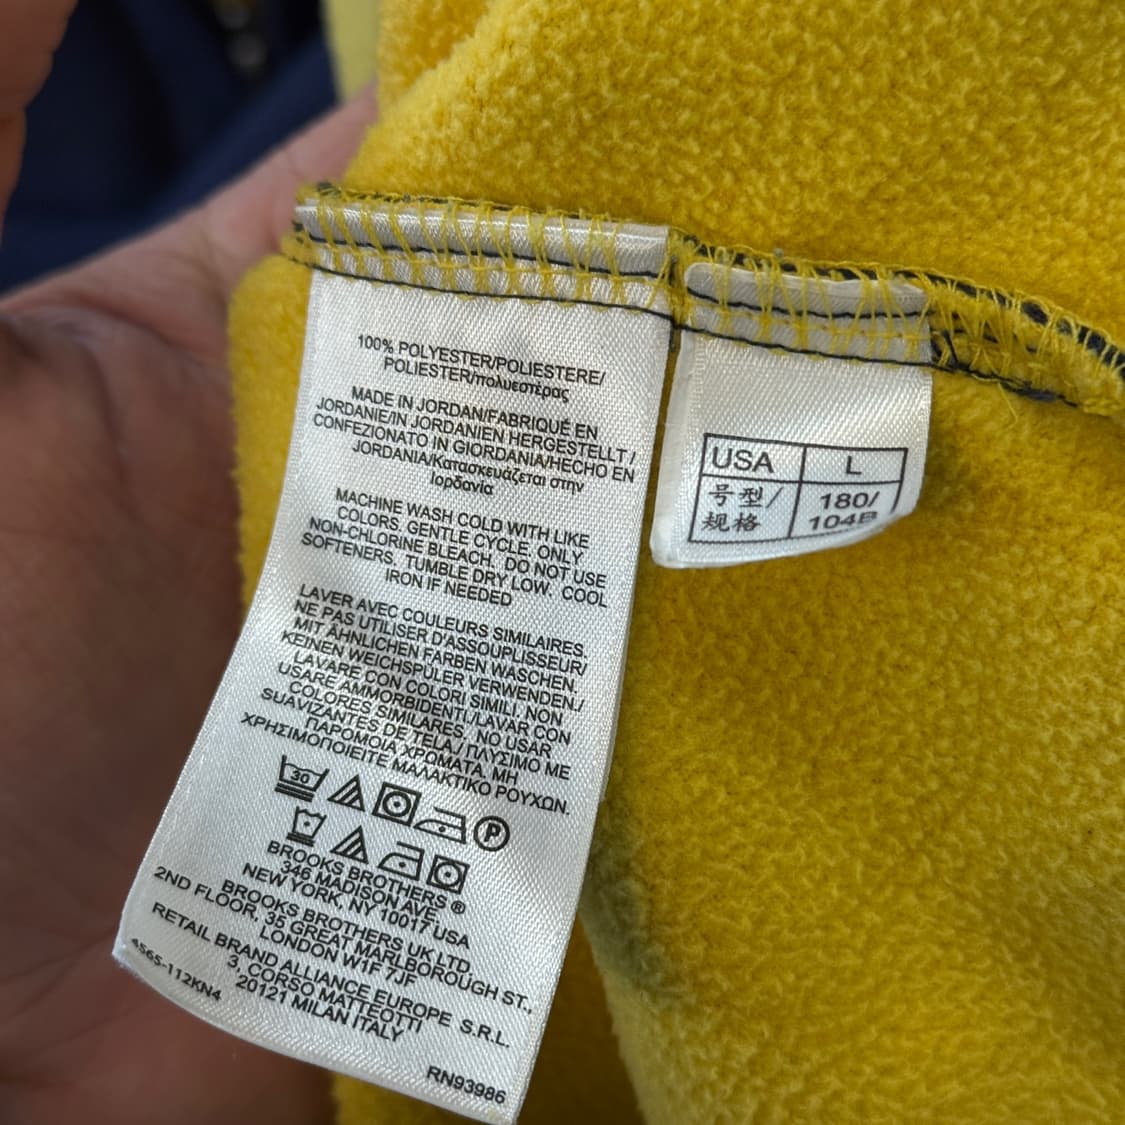 100% POLYESTER/POLIESTERE/
POLIESTER/πολυεστέρας
MADE IN JORDAN/FABRIQUÉ EN
JORDANIE/IN JORDANIEN HERGESTELLT /
CONFEZIONATO IN GIORDANIA/HECHO EN
JORDANIA/Κατασκευάζεται στην
Ιορδανία
MACHINE WASH COLD WITH LIKE
COLORS. GENTLE CYCLE. ONLY
NON-CHLORINE BLEACH. DO NOT USE
SOFTENERS. TUMBLE DRY LOW. COOL
IRON IF NEEDED
LAVER AVEC COULEURS SIMILAIRES.
NE PAS UTILISER D'ASSOUPLISSEUR/
MIT ÄHNLICHEN FARBEN WASCHEN.
KEINEN WEICHSPÜLER VERWENDEN./
LAVARE CON COLORI SIMILI. NON
USARE AMMORBIDENTI./LAVAR CON
COLORES SIMILARES. NO USAR
SUAVIZANTES DE TELA./ ΠΛΥΣΙΜΟ ΜΕ
ΠΑΡΟΜΟΙΑ ΧΡΩΜΑΤΑ. ΜΗ
ΧΡΗΣΙΜΟΠΟΙΕΙΤΕ ΜΑΛΑΚΤΙΚΟ ΡΟΥΧΩΝ.
30 P
BROOKS BROTHERS ®
346 MADISON AVE.
NEW YORK, NY 10017 USA
BROOKS BROTHERS UK LTD.
2ND FLOOR, 35 GREAT MARLBOROUGH ST.,
LONDON W1F 7JF
RETAIL BRAND ALLIANCE EUROPE S.R.L.
3, CORSO MATTEOTTI
20121 MILAN ITALY
4565-112KN4
RN93986
USA L
号型/ 180/
规格 104B